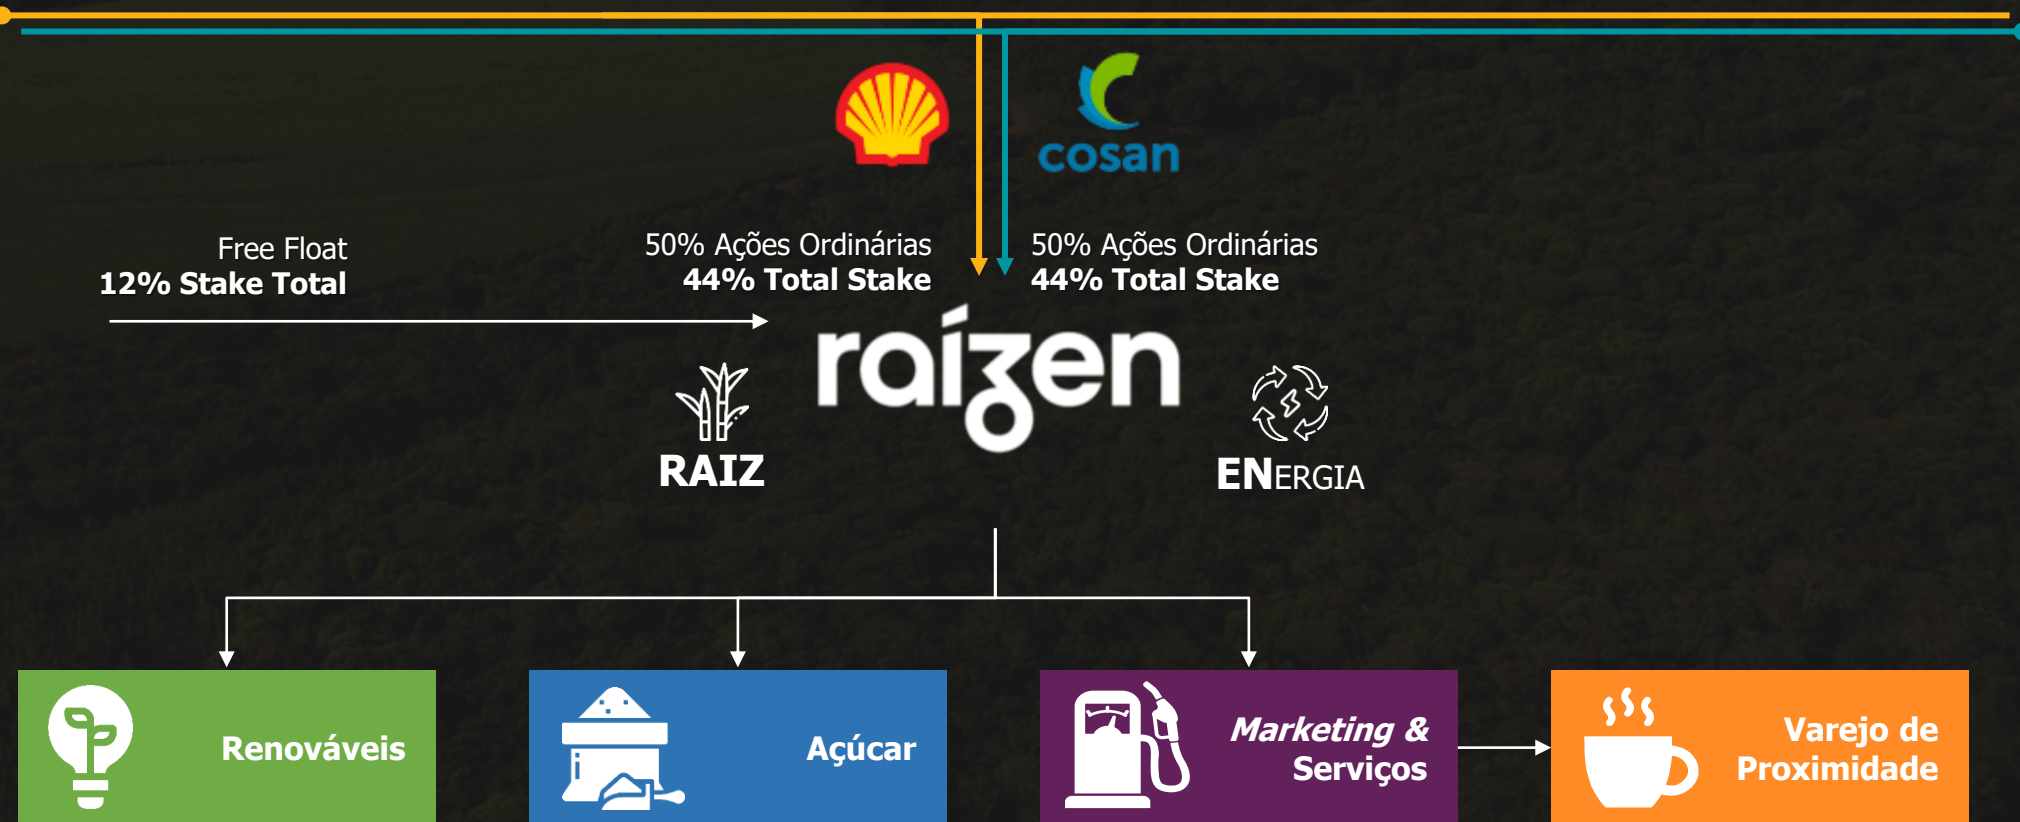 cosan
Free Float
12% Stake Total
50% Ações Ordinárias
44% Total Stake
50% Ações Ordinárias
44% Total Stake
raízen
RAIZ
ENERGIA
Renováveis
Açúcar
Marketing &
Serviços
Varejo de
Proximidade